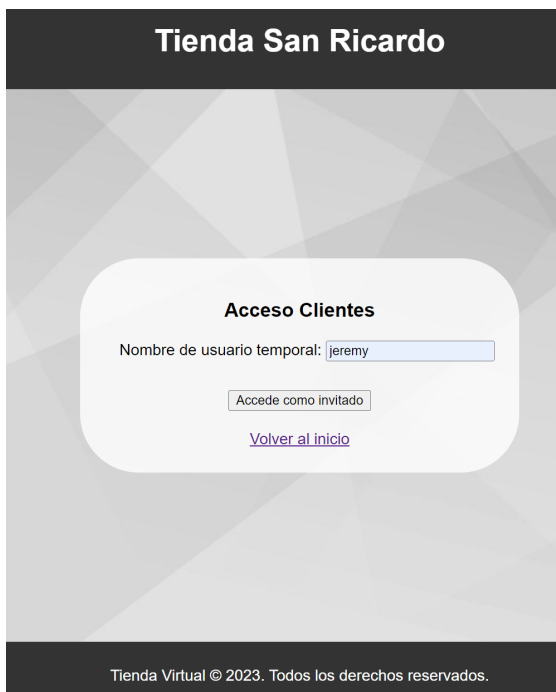 Tienda San Ricardo
Acceso Clientes
Nombre de usuario temporal: jeremy
Accede como invitado
Volver al inicio
Tienda Virtual © 2023. Todos los derechos reservados.